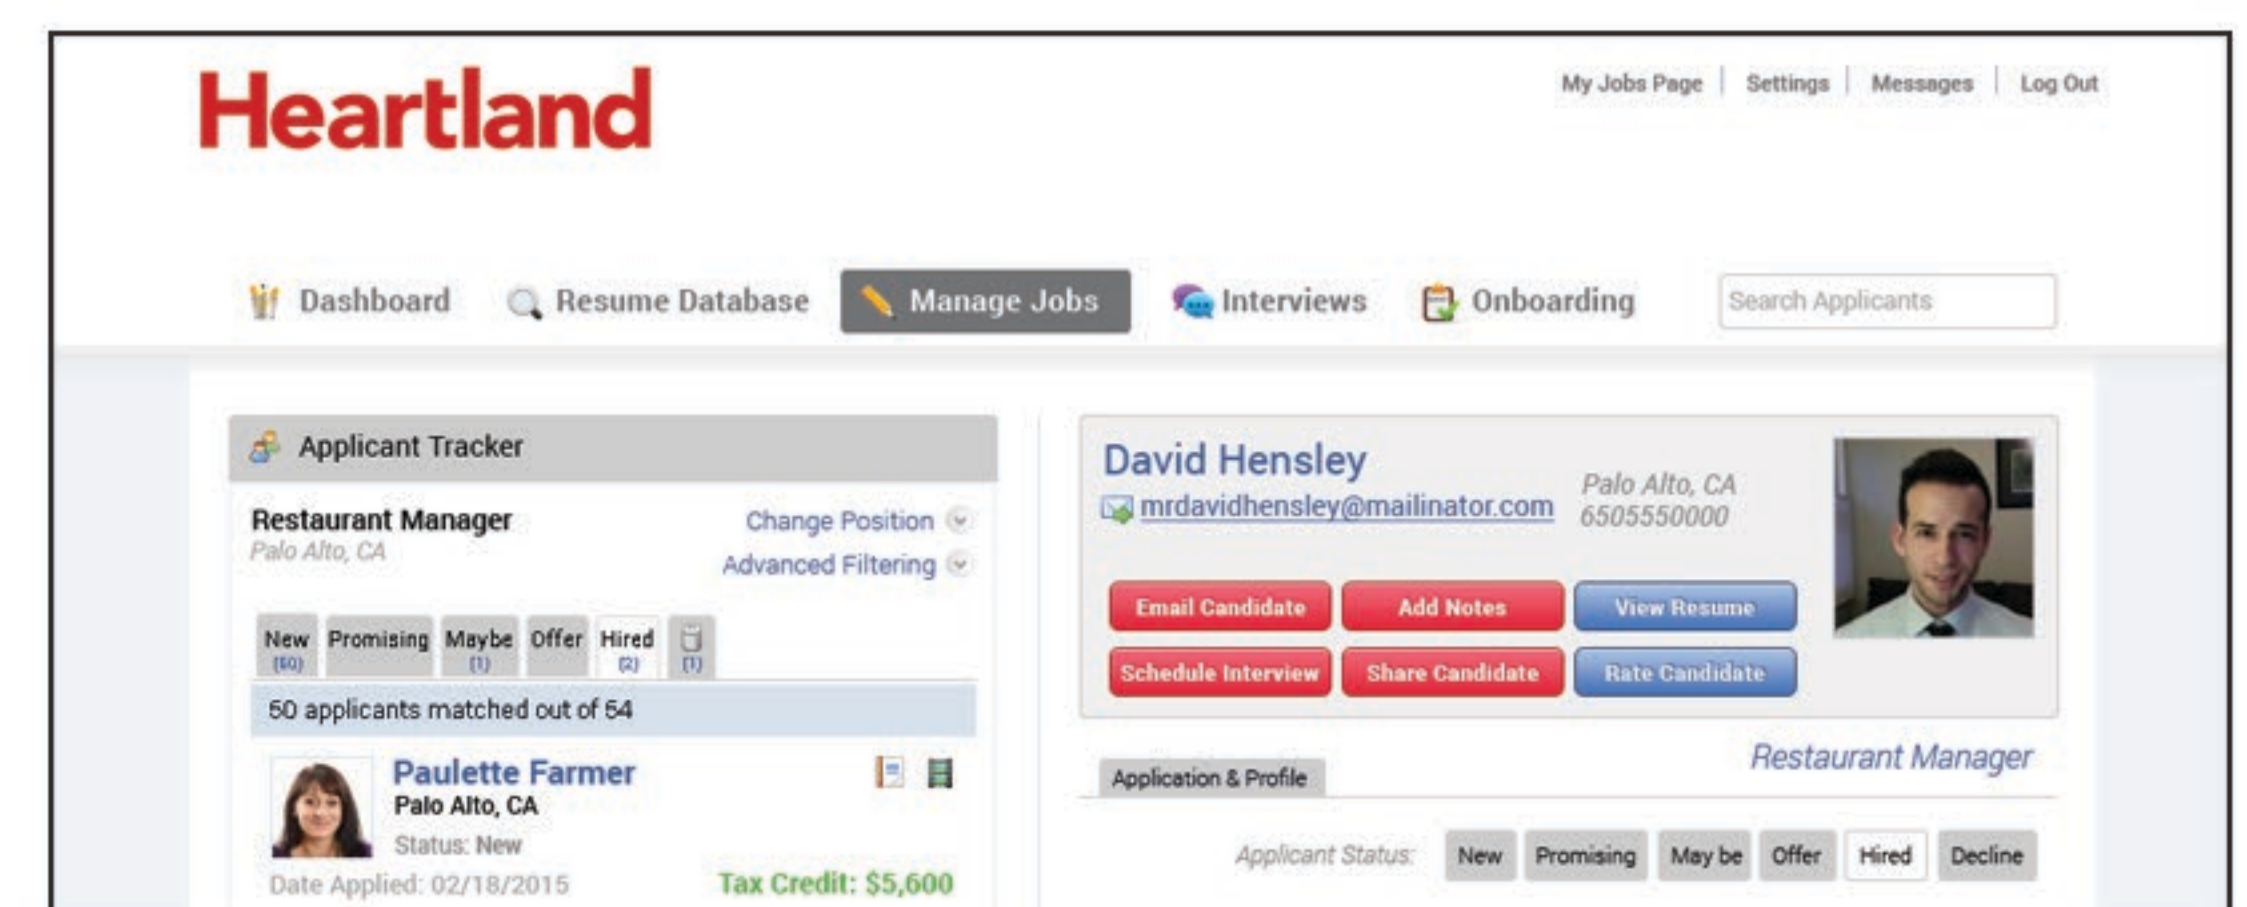 Heartland
My Jobs Page | Settings | Messages | Log Out
Dashboard Resume Database Manage Jobs Interviews Onboarding Search Applicants
Applicant Tracker
Restaurant Manager
Palo Alto, CA
Change Position
Advanced Filtering
New Promising Maybe Offer Hired
(50) (1) (2) (1)
50 applicants matched out of 54
Paulette Farmer
Palo Alto, CA
Status: New
Date Applied: 02/18/2015 Tax Credit: $5,600
David Hensley
mrdavidhensley@mailinator.com
Palo Alto, CA
6505550000
Email Candidate Add Notes View Resume
Schedule Interview Share Candidate Rate Candidate
Restaurant Manager
Application & Profile
Applicant Status: New Promising May be Offer Hired Decline